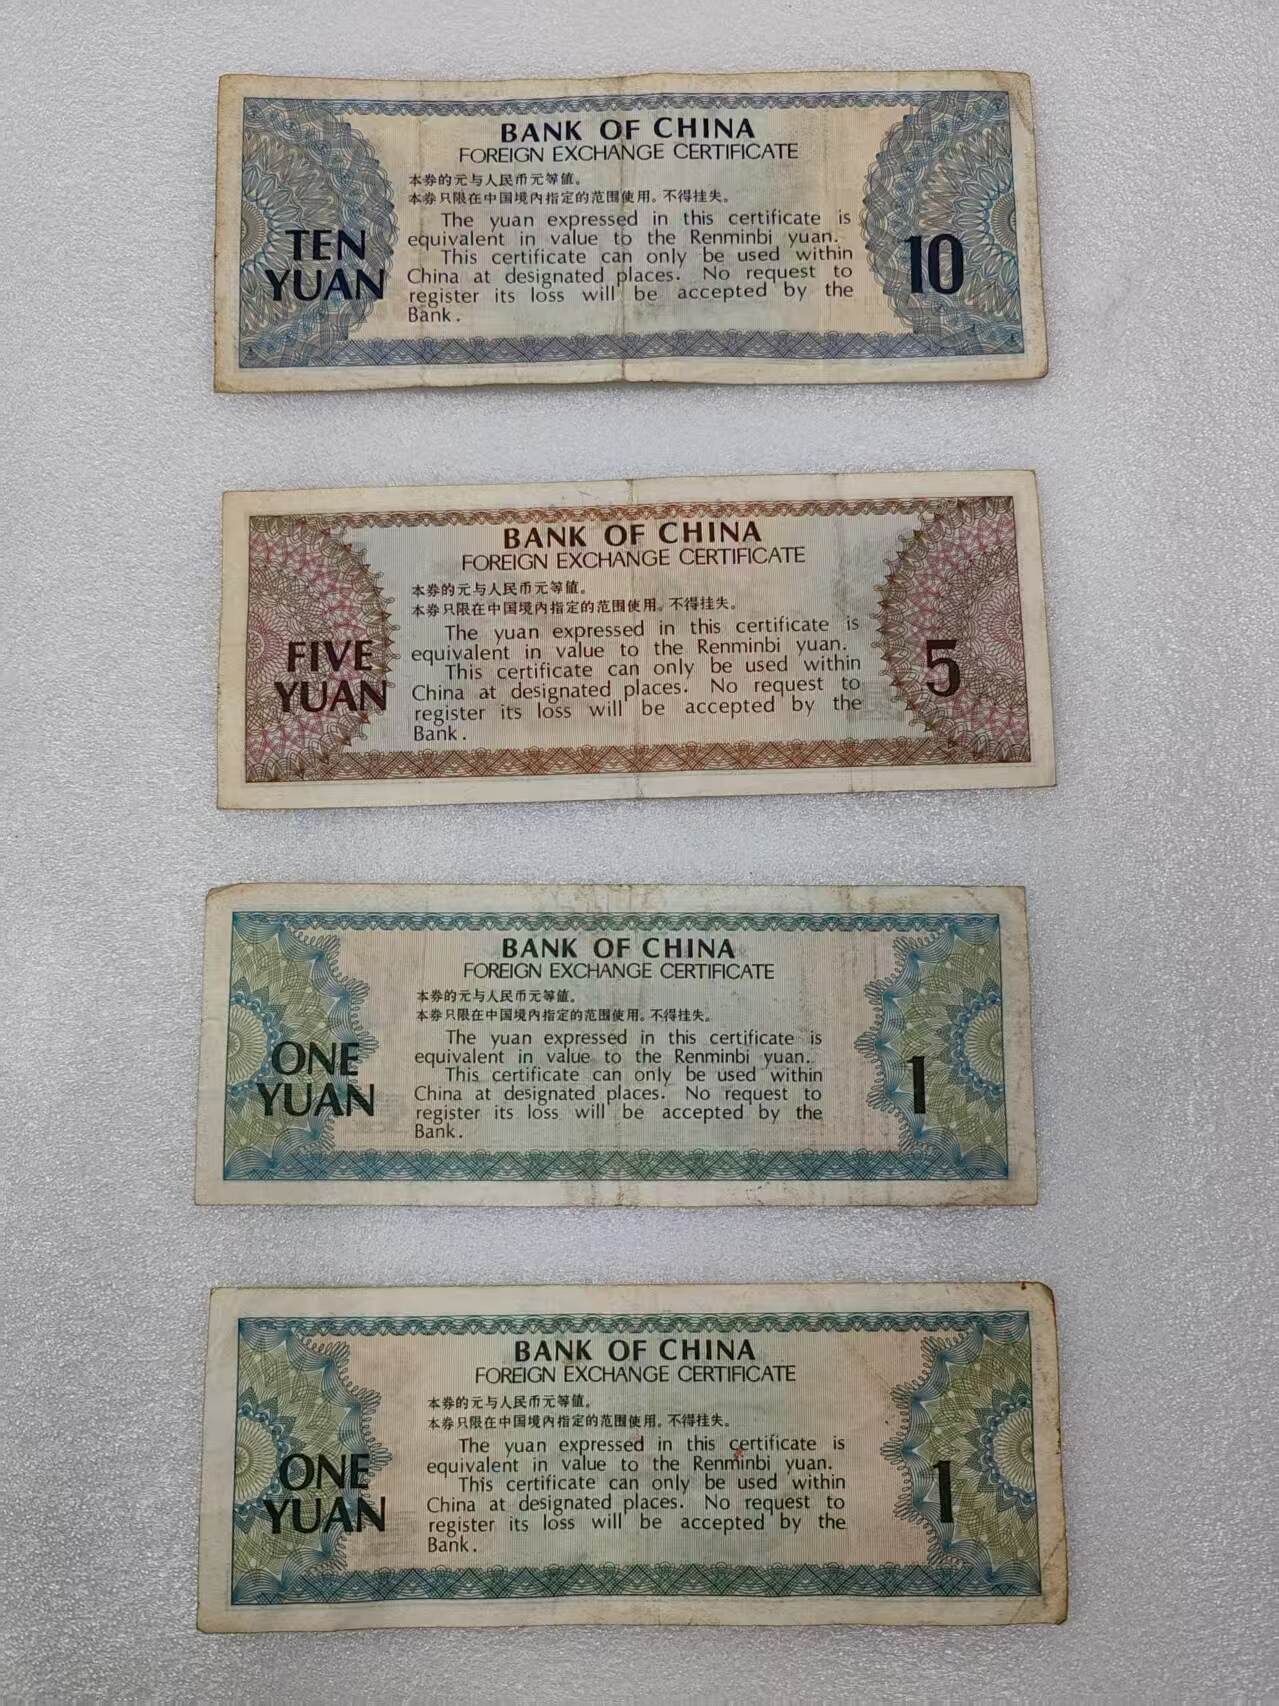 BANK OF CHINA
FOREIGN EXCHANGE CERTIFICATE
本券的元与人民币元等值。
本券只限在中国境内指定的范围使用。不得挂失。
The yuan expressed in this certificate is
equivalent in value to the Renminbi yuan.
This certificate can only be used within
China at designated places. No request to
register its loss will be accepted by the
Bank.
TEN
YUAN
10
BANK OF CHINA
FOREIGN EXCHANGE CERTIFICATE
本券的元与人民币元等值。
本券只限在中国境内指定的范围使用。不得挂失。
The yuan expressed in this certificate is
equivalent in value to the Renminbi yuan.
This certificate can only be used within
China at designated places. No request to
register its loss will be accepted by the
Bank.
FIVE
YUAN
5
BANK OF CHINA
FOREIGN EXCHANGE CERTIFICATE
本券的元与人民币元等值。
本券只限在中国境内指定的范围使用。不得挂失。
The yuan expressed in this certificate is
equivalent in value to the Renminbi yuan.
This certificate can only be used within
China at designated places. No request to
register its loss will be accepted by the
Bank.
ONE
YUAN
1
BANK OF CHINA
FOREIGN EXCHANGE CERTIFICATE
本券的元与人民币元等值。
本券只限在中国境内指定的范围使用。不得挂失。
The yuan expressed in this certificate is
equivalent in value to the Renminbi yuan.
This certificate can only be used within
China at designated places. No request to
register its loss will be accepted by the
Bank.
ONE
YUAN
1